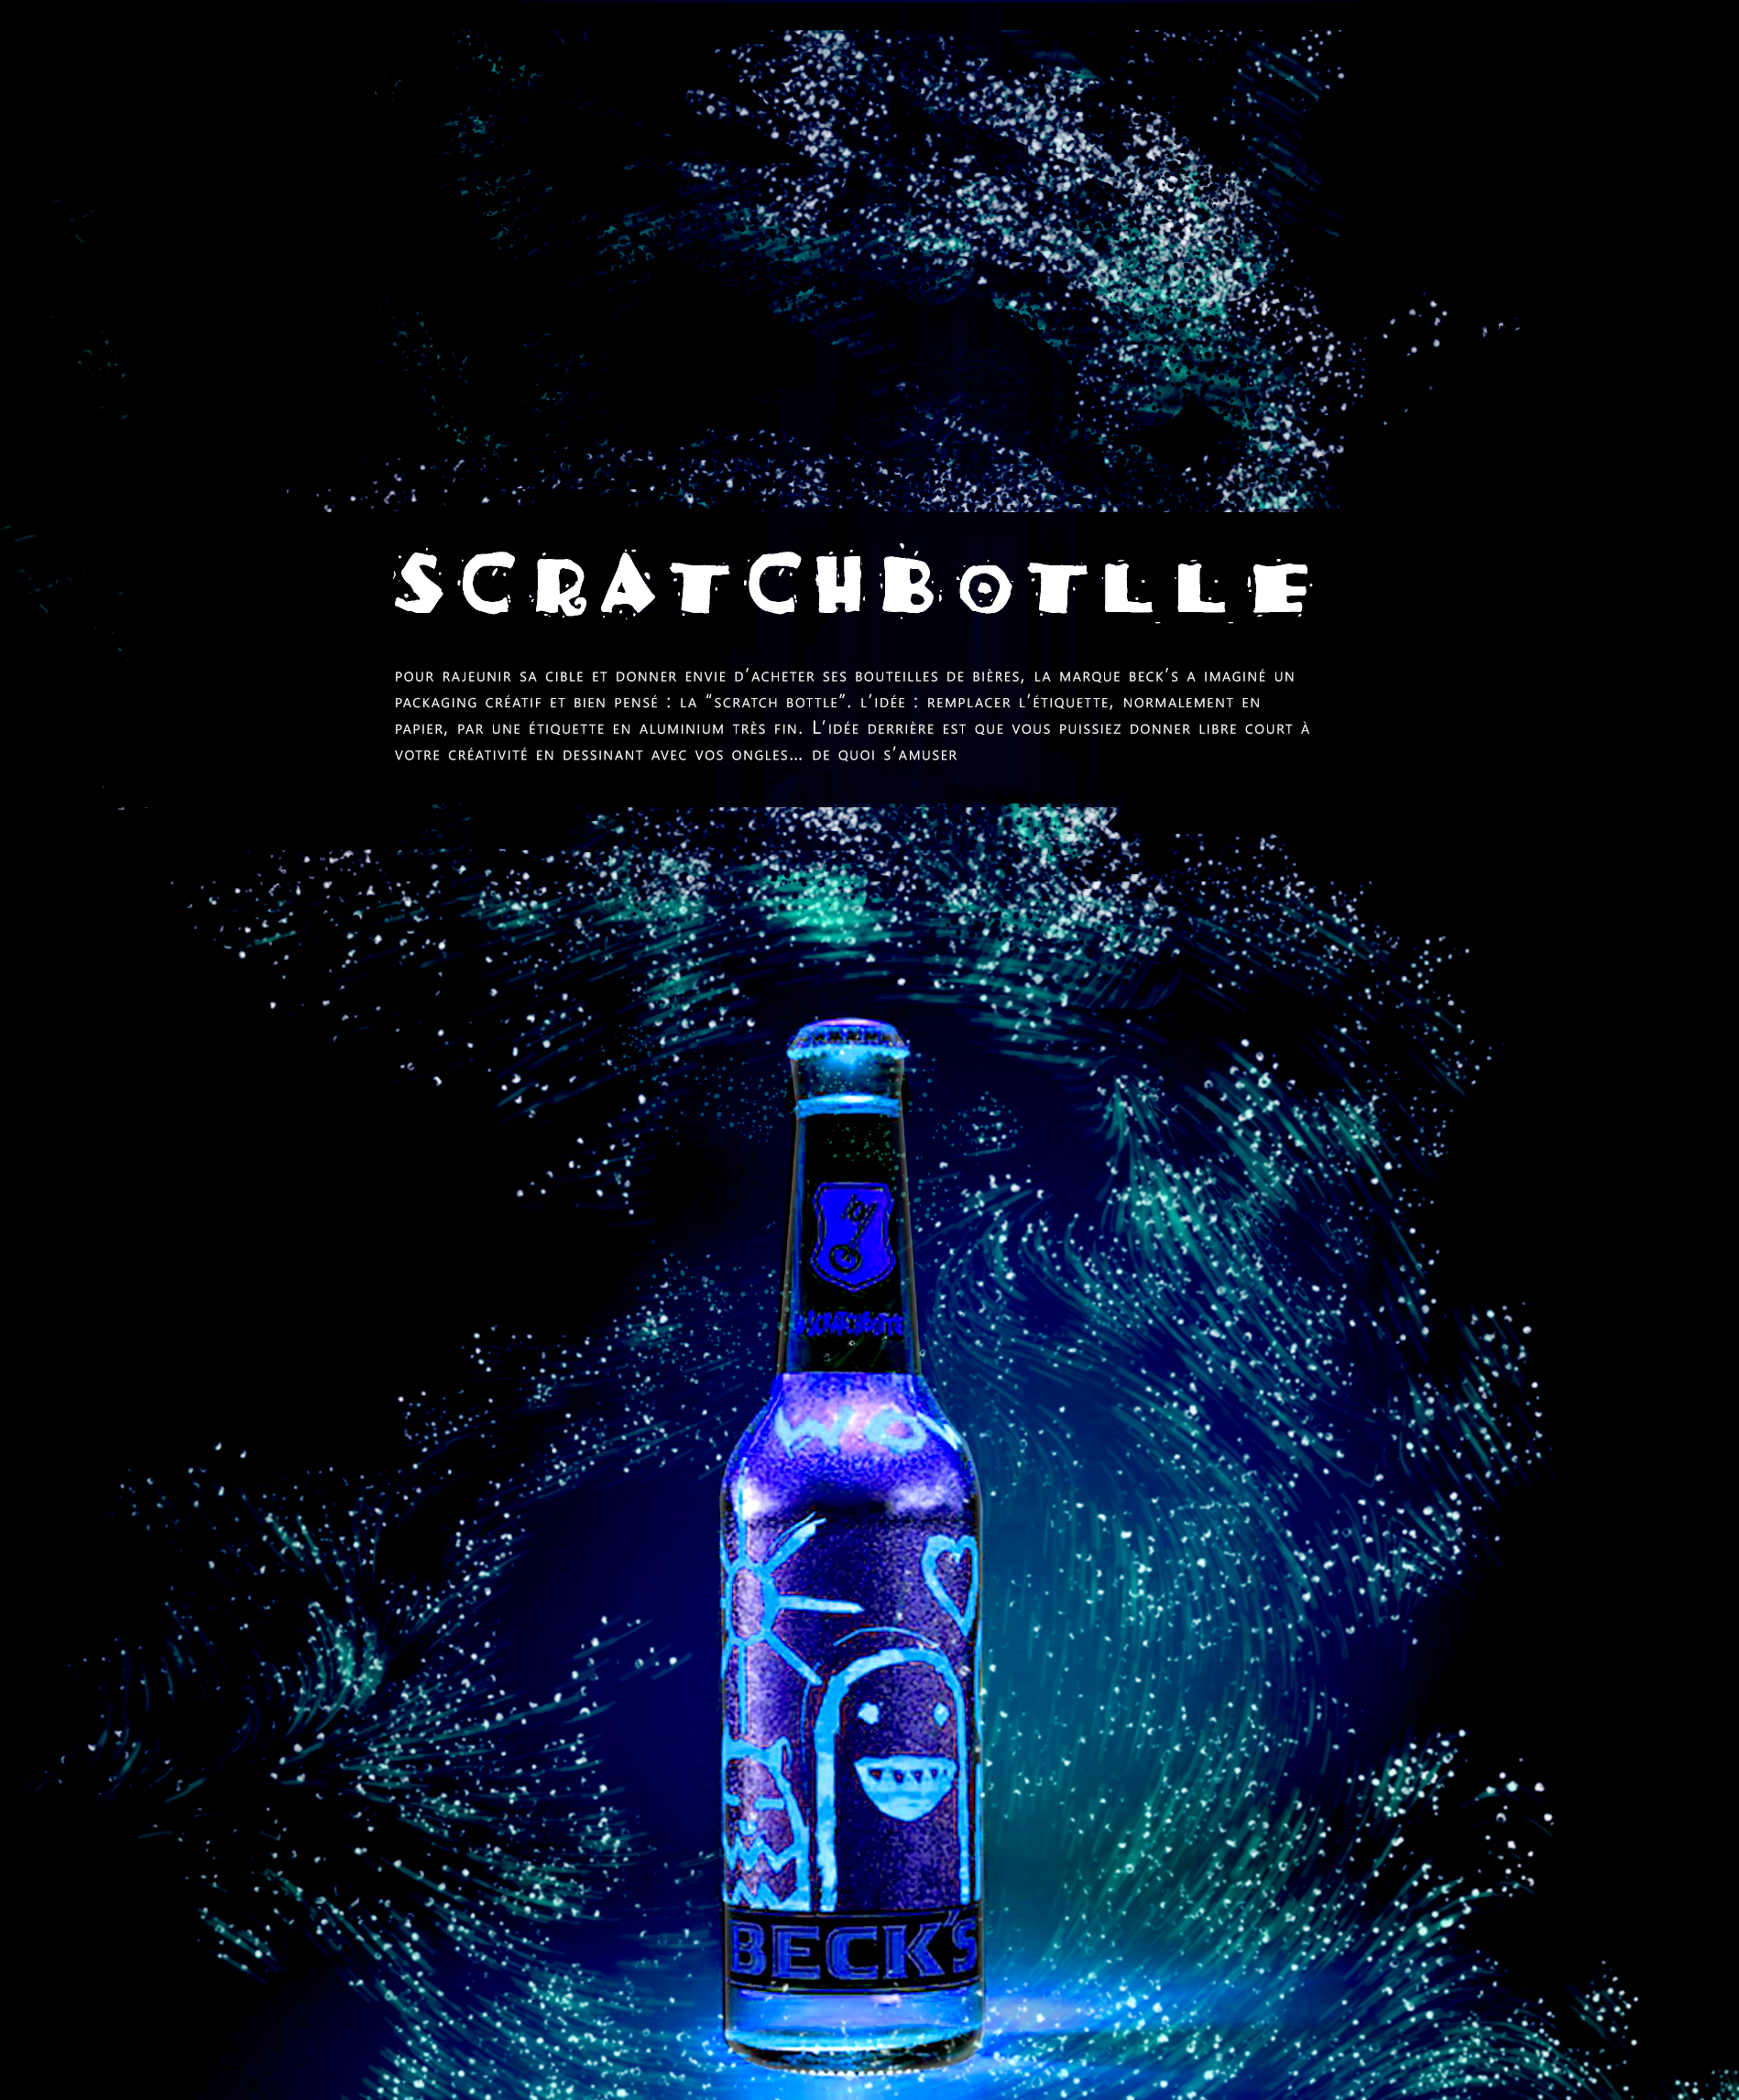 SCRATCHBOTLLE
POUR RAJEUNIR SA CIBLE ET DONNER ENVIE D'ACHETER SES BOUTEILLES DE BIÈRES, LA MARQUE BECK'S A IMAGINÉ UN
PACKAGING CRÉATIF ET BIEN PENSÉ : LA “SCRATCH BOTTLE”. L'IDÉE : REMPLACER L'ÉTIQUETTE, NORMALEMENT EN
PAPIER, PAR UNE ÉTIQUETTE EN ALUMINIUM TRÈS FIN. L'IDÉE DERRIÈRE EST QUE VOUS PUISSIEZ DONNER LIBRE COURT À
VOTRE CRÉATIVITÉ EN DESSINANT AVEC VOS ONGLES… DE QUOI S'AMUSER
SCRATCHBOTTLE
WO
BECK'S